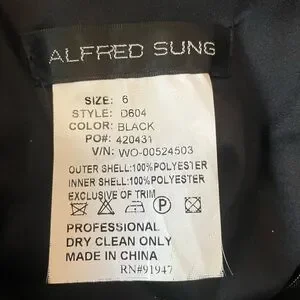 ALFRED SUNG
SIZE: 6
STYLE: D604
COLOR: BLACK
PO#: 420431
V/N: WO-00524503
OUTER SHELL:100%POLYESTER
INNER SHELL:100%POLYESTER
EXCLUSIVE OF TRIM
PROFESSIONAL
DRY CLEAN ONLY
MADE IN CHINA
RN#91947